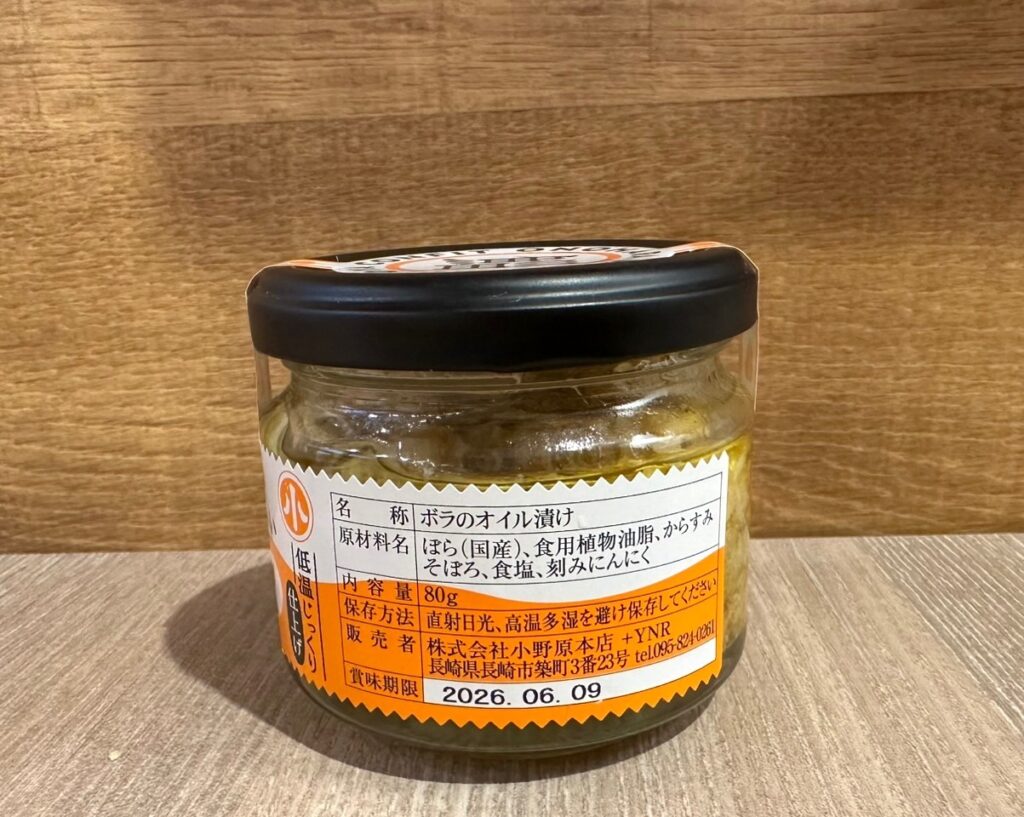 小
低温じっくり
仕上げ
名称 ボラのオイル漬け
原材料名 ぼら(国産)、食用植物油脂、からすみ
そぼろ、食塩、刻みにんにく
内容量 80g
保存方法 直射日光、高温多湿を避け保存してください
販売者 株式会社小野原本店 +YNR
長崎県長崎市築町3番23号 tel.095-824-0261
賞味期限 2026. 06. 09